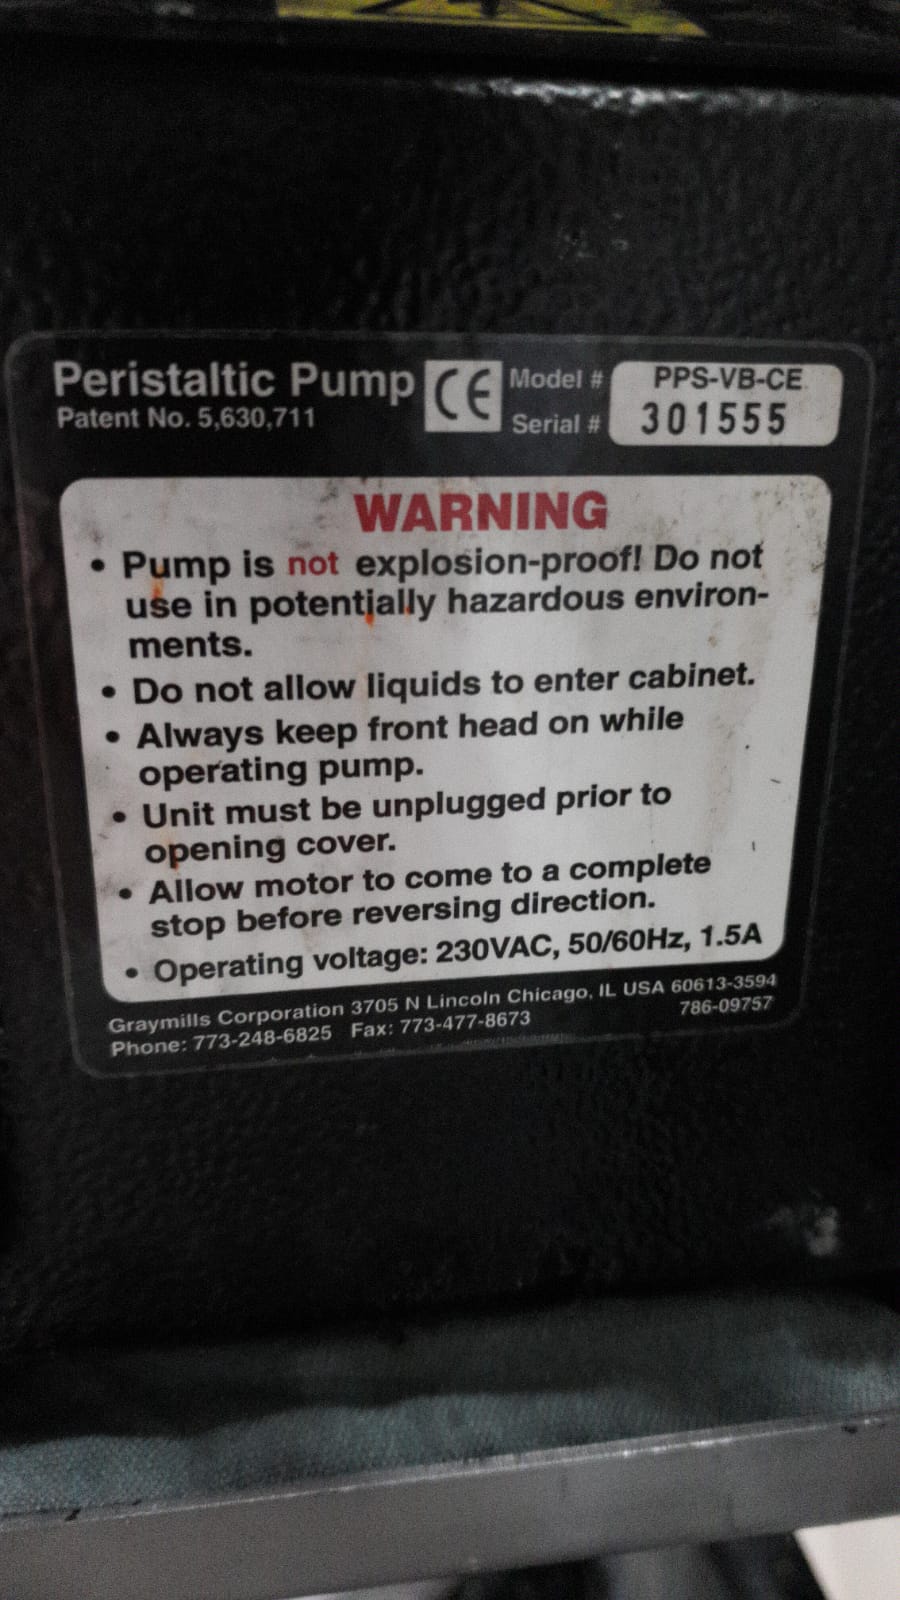 Peristaltic Pump CE Model # PPS-VB-CE
Patent No. 5,630,711 Serial # 301555
WARNING
• Pump is not explosion-proof! Do not
use in potentially hazardous environ-
ments.
• Do not allow liquids to enter cabinet.
• Always keep front head on while
operating pump.
• Unit must be unplugged prior to
opening cover.
• Allow motor to come to a complete
stop before reversing direction.
• Operating voltage: 230VAC, 50/60Hz, 1.5A
Graymills Corporation 3705 N Lincoln Chicago, IL USA 60613-3594
Phone: 773-248-6825 Fax: 773-477-8673 786-09757